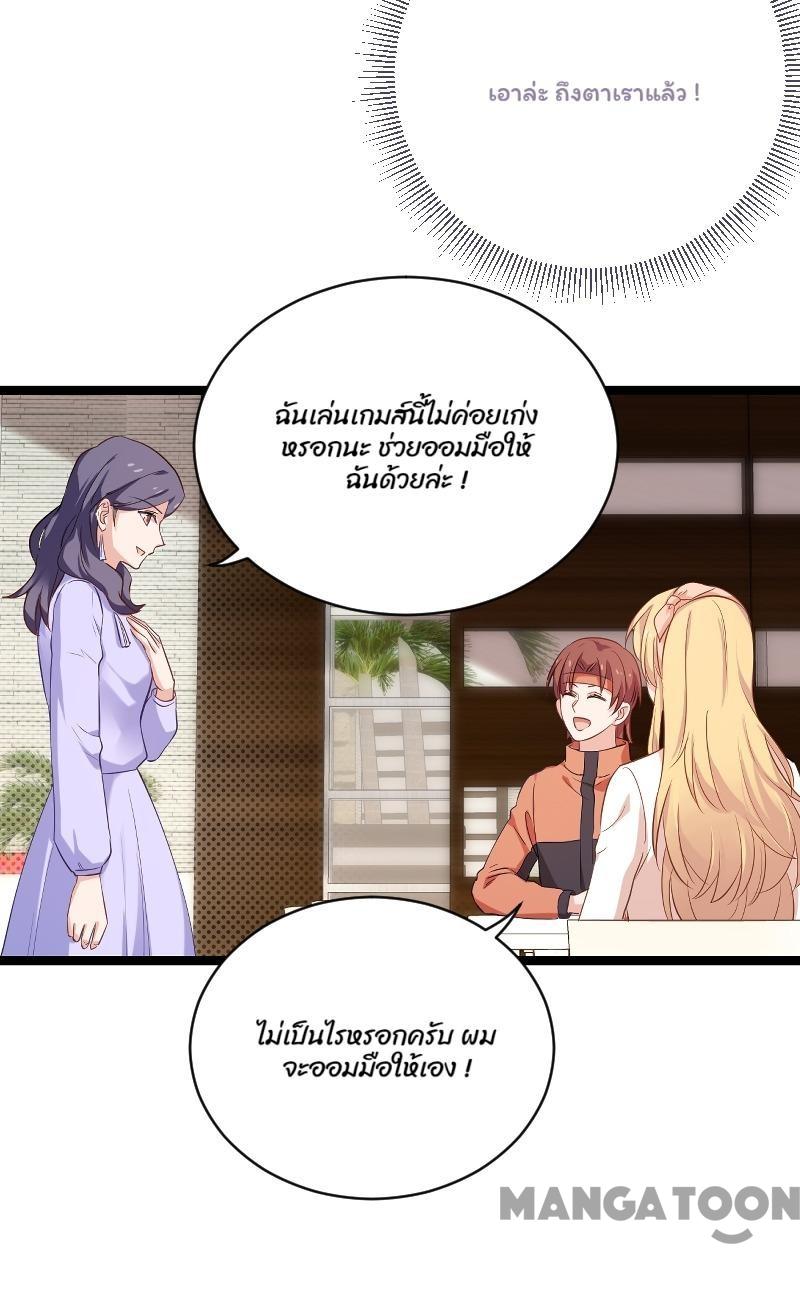 เอาล่ะ ถึงตาเราแล้ว !
ฉันเล่นเกมส์นี้ไม่ค่อยเก่ง
หรอกนะ ช่วยออมมือให้
ฉันด้วยล่ะ !
ไม่เป็นไรหรอกครับ ผม
จะออมมือให้เอง !
MANGATOON